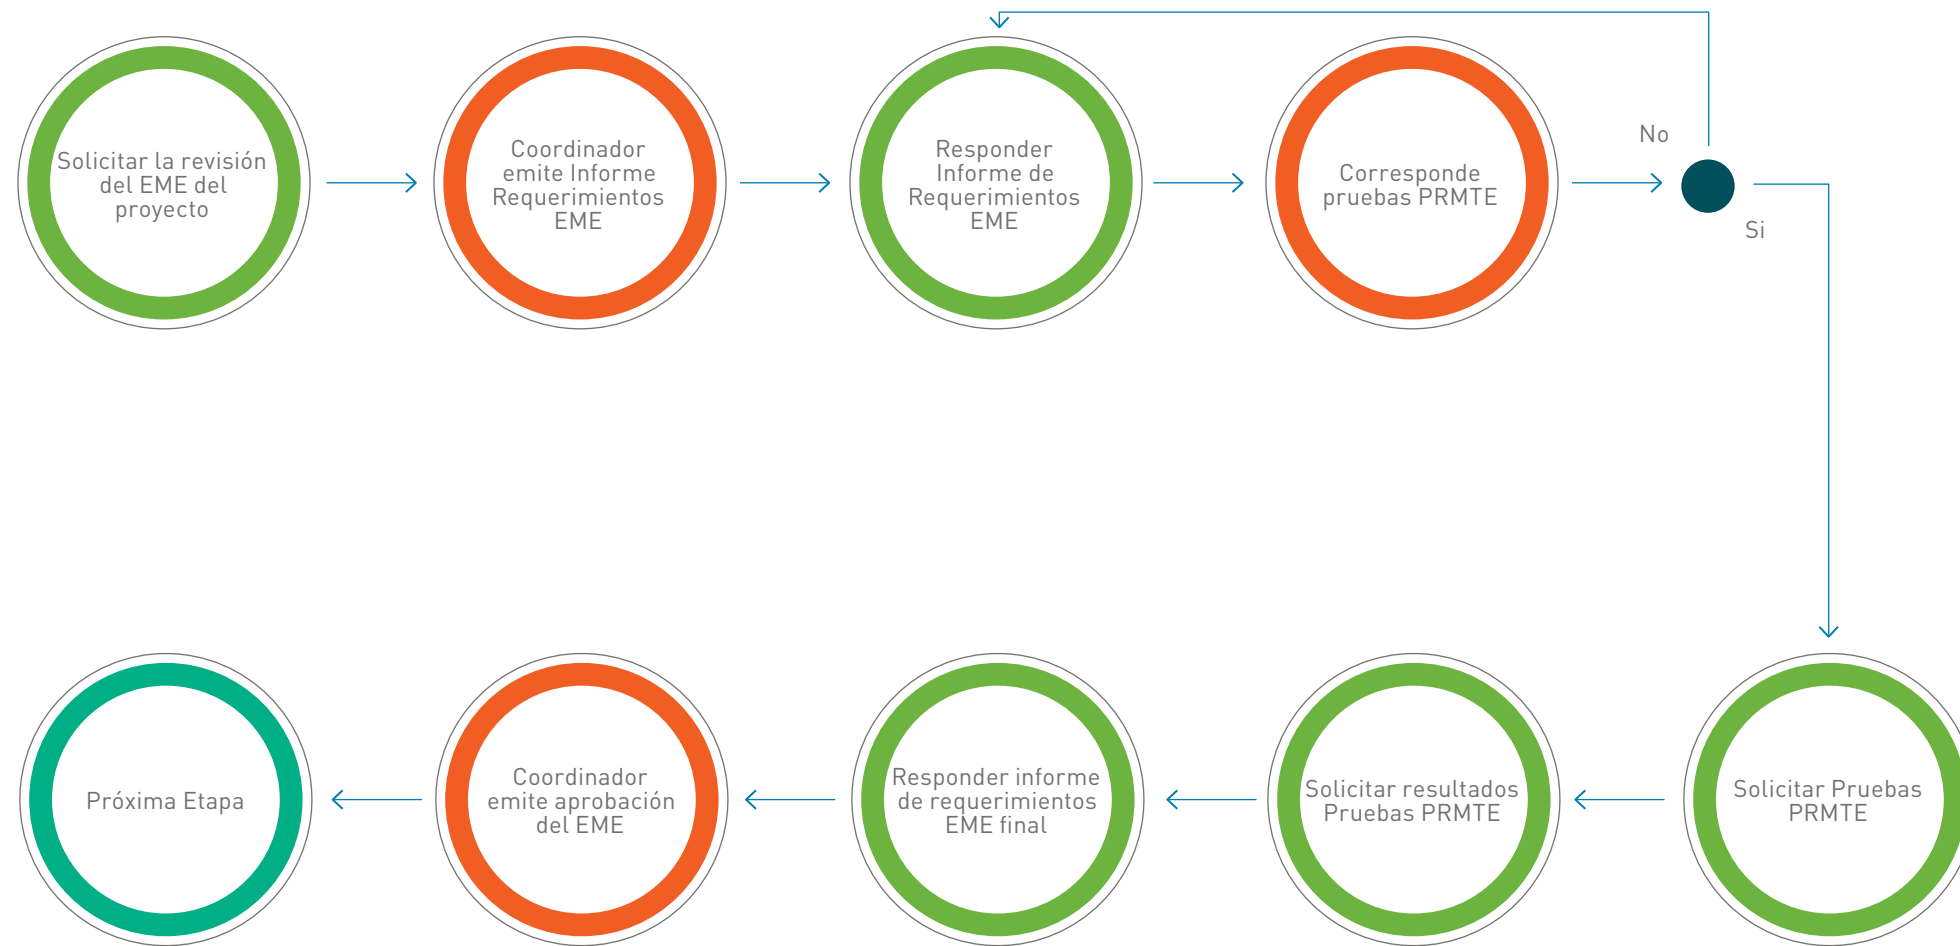 Solicitar la revisión
del EME del
proyecto
Coordinador
emite Informe
Requerimientos
EME
Responder
Informe de
Requerimientos
EME
Corresponde
pruebas PRMTE
No
Si
Próxima Etapa
Coordinador
emite aprobación
del EME
Responder informe
de requerimientos
EME final
Solicitar resultados
Pruebas PRMTE
Solicitar Pruebas
PRMTE